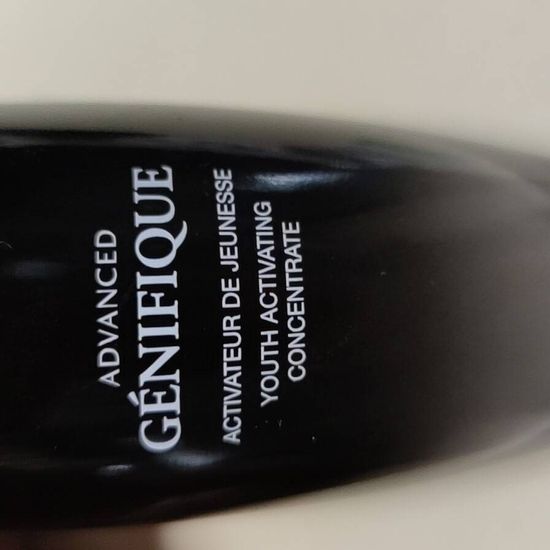 ADVANCED
GÉNIFIQUE
ACTIVATEUR DE JEUNESSE
YOUTH ACTIVATING
CONCENTRATE